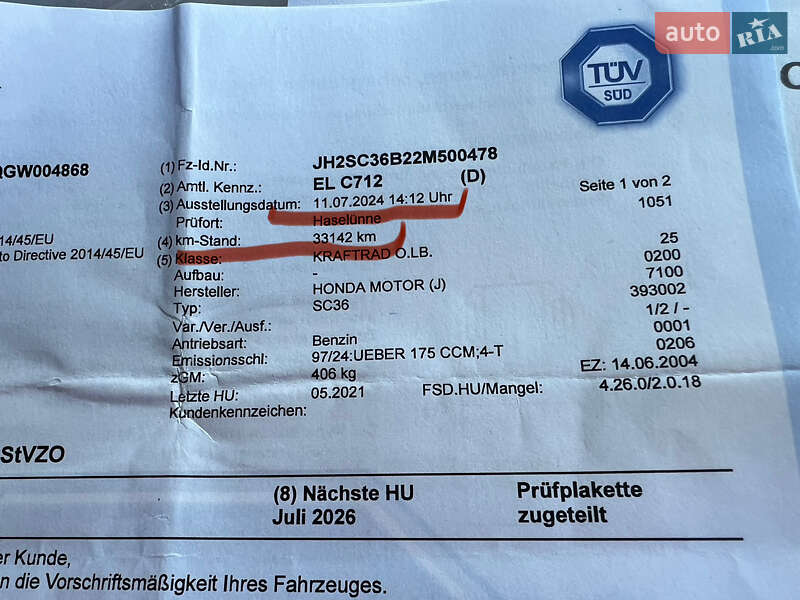 auto RIA.com
TÜV
SÜD
QGW004868
(1) Fz-Id.Nr.: JH2SC36B22M500478
(2) Amtl. Kennz.: EL C712 (D)
(3) Ausstellungsdatum: 11.07.2024 14:12 Uhr Seite 1 von 2
Prüfort: Haselünne 1051
14/45/EU (4) km-Stand: 33142 km 25
to Directive 2014/45/EU (5) Klasse: KRAFTRAD O.LB. 0200
Aufbau: - 7100
Hersteller: HONDA MOTOR (J) 393002
Typ: SC36 1/2 / -
Var./Ver./Ausf.: 0001
Antriebsart: Benzin 0206
Emissionsschl: 97/24:UEBER 175 CCM;4-T EZ: 14.06.2004
zGM: 406 kg
Letzte HU: 05.2021 FSD.HU/Mangel: 4.26.0/2.0.18
Kundenkennzeichen:
StVZO
(8) Nächste HU Prüfplakette
Juli 2026 zugeteilt
er Kunde,
n die Vorschriftsmäßigkeit Ihres Fahrzeuges.